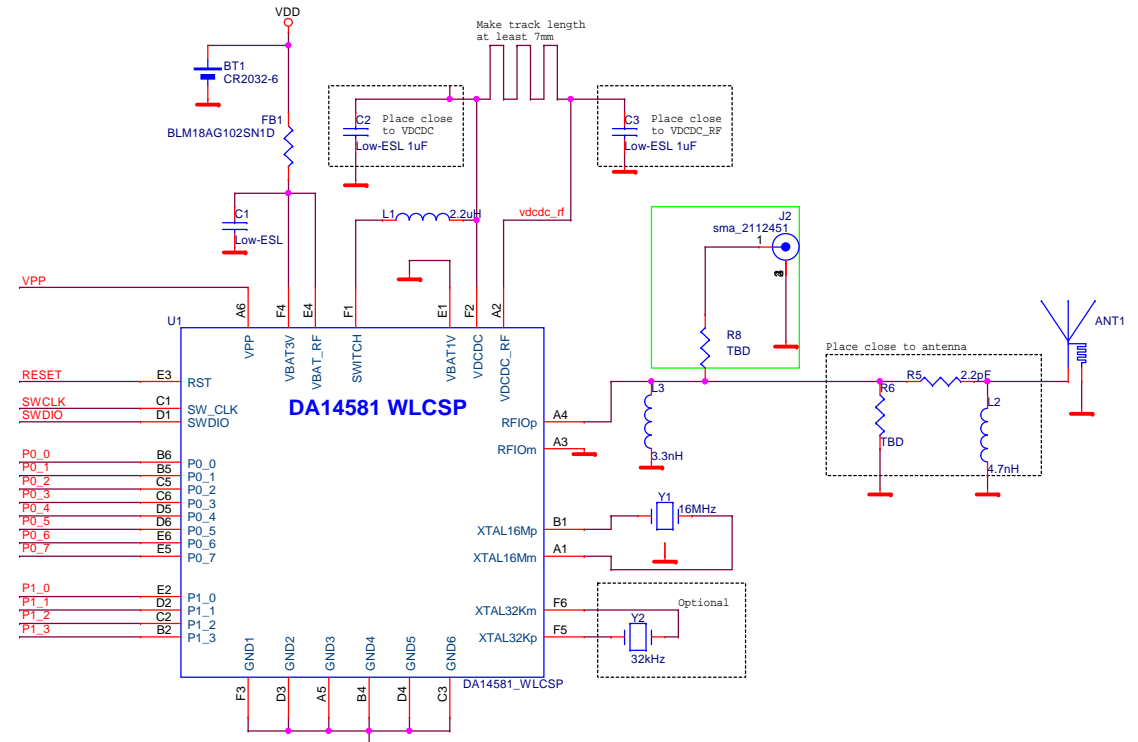 VDD
Make track length
at least 7mm
BT1
CR2032-6
FB1
BLM18AG102SN1D
C2
Place close
to VDCDC
Low-ESL 1uF
C3
Place close
to VDCDC_RF
Low-ESL 1uF
C1
Low-ESL
L1
2.2uH
vdcdc_rf
J2
sma_2112451
1
VPP
A6
F4
E4
F1
E1
F2
A2
U1
VPP
VBAT3V
VBAT_RF
SWITCH
VBAT1V
VDCDC
VDCDC_RF
R8
TBD
ANT1
Place close to antenna
RESET
E3
RST
SWCLK
C1
SW_CLK
SWDIO
D1
SWDIO
DA14581 WLCSP
RFIOp
A4
RFIOm
A3
L3
3.3nH
R5
2.2pF
R6
TBD
L2
4.7nH
P0_0
B6
P0_0
P0_1
B5
P0_1
P0_2
C5
P0_2
P0_3
C6
P0_3
P0_4
D5
P0_4
P0_5
D6
P0_5
P0_6
E6
P0_6
P0_7
E5
P0_7
Y1
16MHz
XTAL16Mp
B1
XTAL16Mm
A1
P1_0
E2
P1_0
P1_1
D2
P1_1
P1_2
C2
P1_2
P1_3
B2
P1_3
XTAL32Km
F6
XTAL32Kp
F5
Optional
Y2
32kHz
GND1
GND2
GND3
GND4
GND5
GND6
DA14581_WLCSP
F3
D3
A5
B4
D4
C3